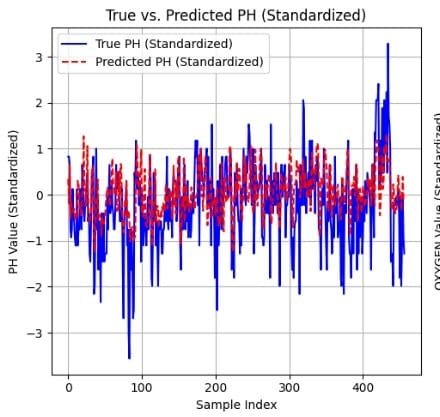 True vs. Predicted PH (Standardized)
True PH (Standardized)
Predicted PH (Standardized)
PH Value (Standardized)
3
2
1
0
−1
−2
−3
0 100 200 300 400
Sample Index
OXYGEN Value (Standardized)